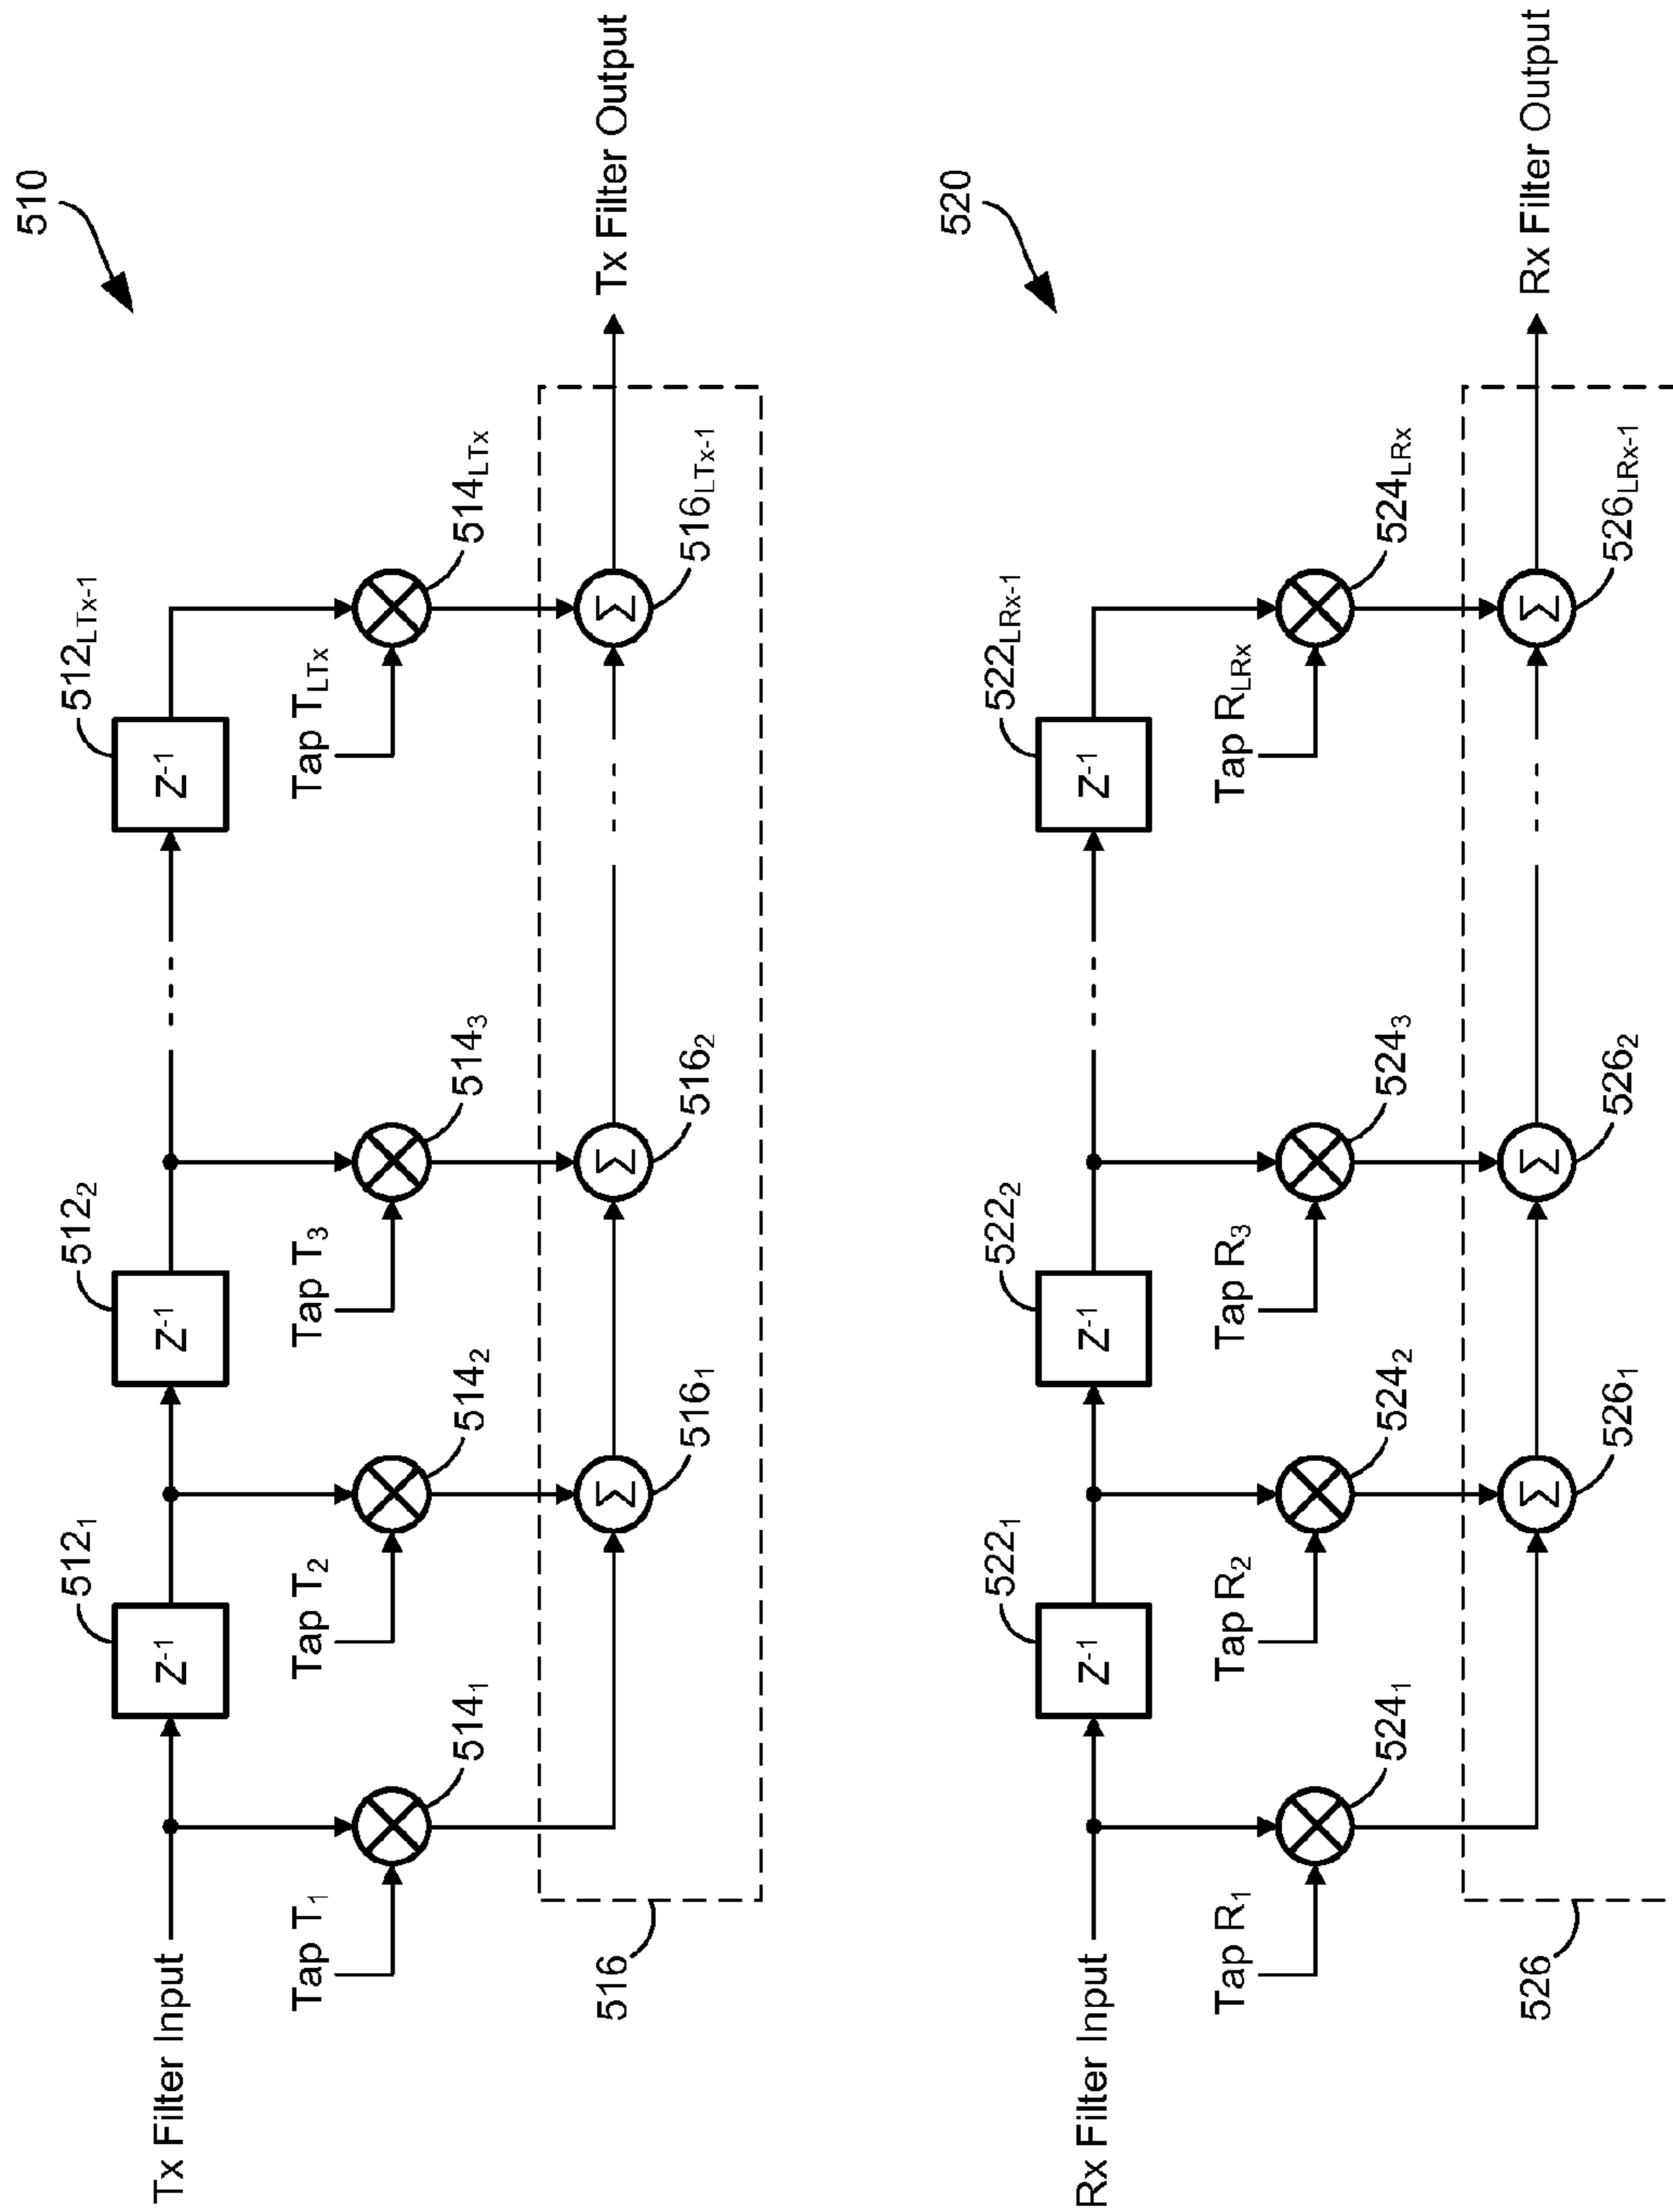 510
512₁
512₂
512LTx-1
Tx Filter Input
Z⁻¹
Z⁻¹
Z⁻¹
Tap T₁
Tap T₂
Tap T₃
Tap TLTx
514₁
514₂
514₃
514LTx
Σ
Σ
Σ
Tx Filter Output
516
516₁
516₂
516LTx-1
520
522₁
522₂
522LRx-1
Rx Filter Input
Z⁻¹
Z⁻¹
Z⁻¹
Tap R₁
Tap R₂
Tap R₃
Tap RLRx
524₁
524₂
524₃
524LRx
Σ
Σ
Σ
Rx Filter Output
526
526₁
526₂
526LRx-1